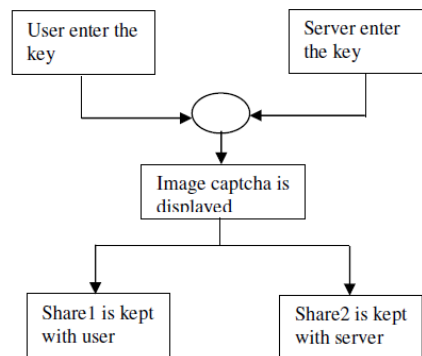 User enter the
key
Server enter
the key
Image captcha is
displayed
Share1 is kept
with user
Share2 is kept
with server